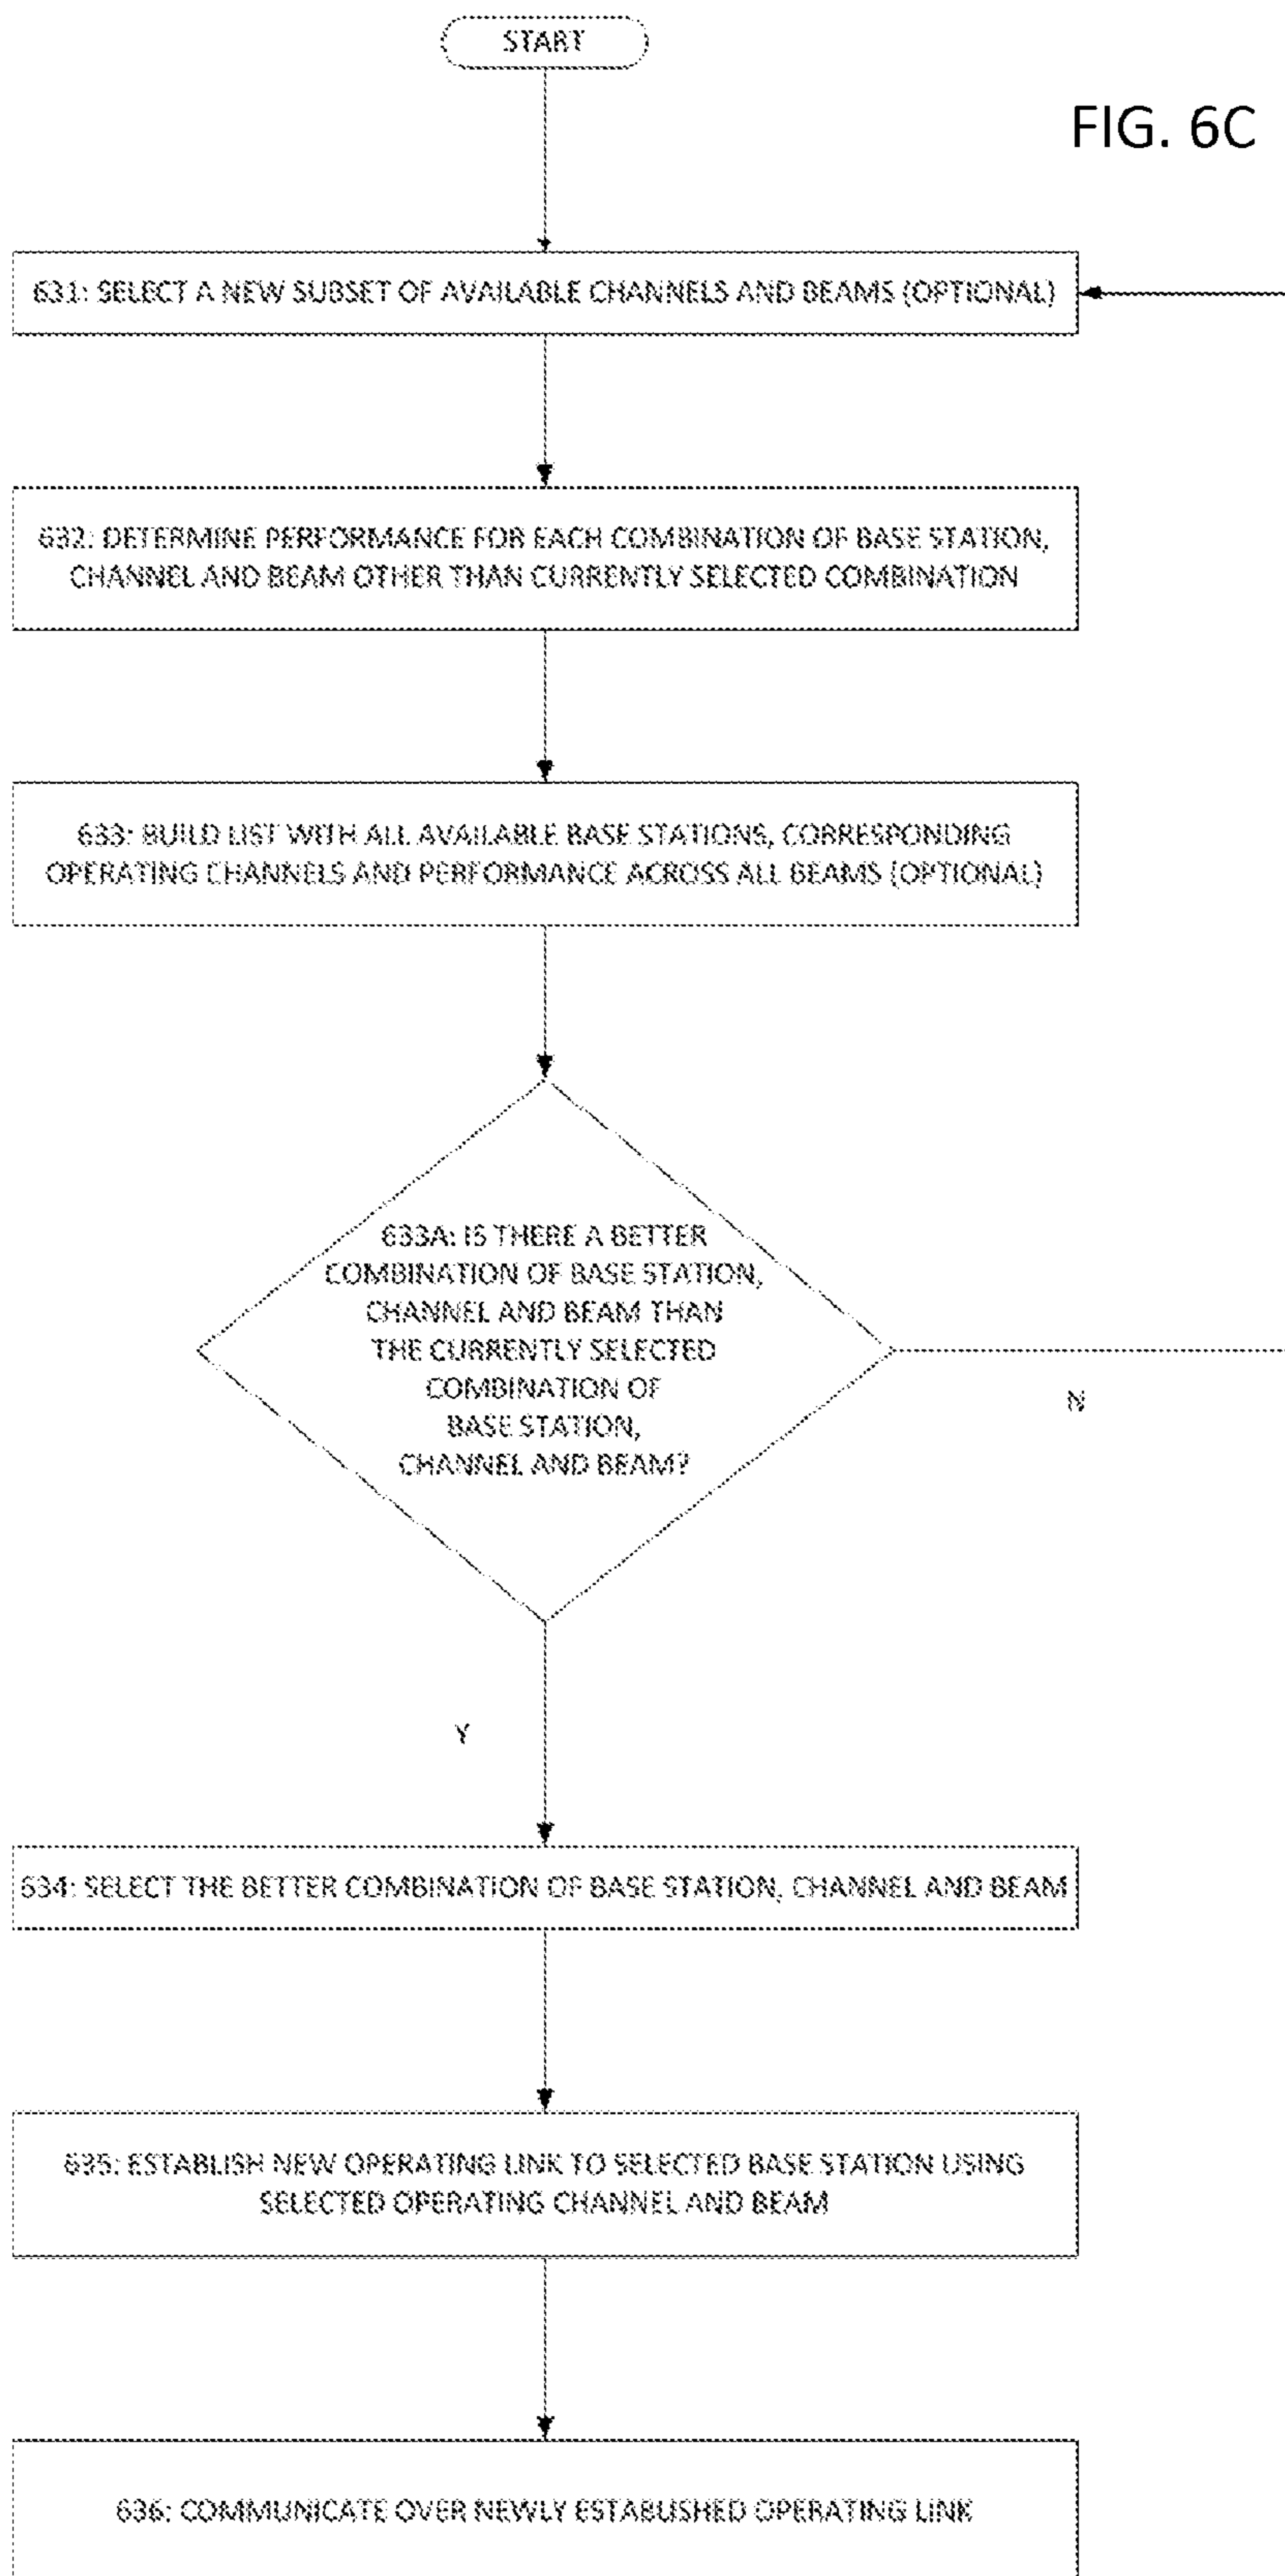 START
FIG. 6C
631: SELECT A NEW SUBSET OF AVAILABLE CHANNELS AND BEAMS (OPTIONAL)
632: DETERMINE PERFORMANCE FOR EACH COMBINATION OF BASE STATION,
CHANNEL AND BEAM OTHER THAN CURRENTLY SELECTED COMBINATION
633: BUILD LIST WITH ALL AVAILABLE BASE STATIONS, CORRESPONDING
OPERATING CHANNELS AND PERFORMANCE ACROSS ALL BEAMS (OPTIONAL)
633A: IS THERE A BETTER
COMBINATION OF BASE STATION,
CHANNEL AND BEAM THAN
THE CURRENTLY SELECTED
COMBINATION OF
BASE STATION,
CHANNEL AND BEAM?
N
Y
634: SELECT THE BETTER COMBINATION OF BASE STATION, CHANNEL AND BEAM
635: ESTABLISH NEW OPERATING LINK TO SELECTED BASE STATION USING
SELECTED OPERATING CHANNEL AND BEAM
636: COMMUNICATE OVER NEWLY ESTABLISHED OPERATING LINK